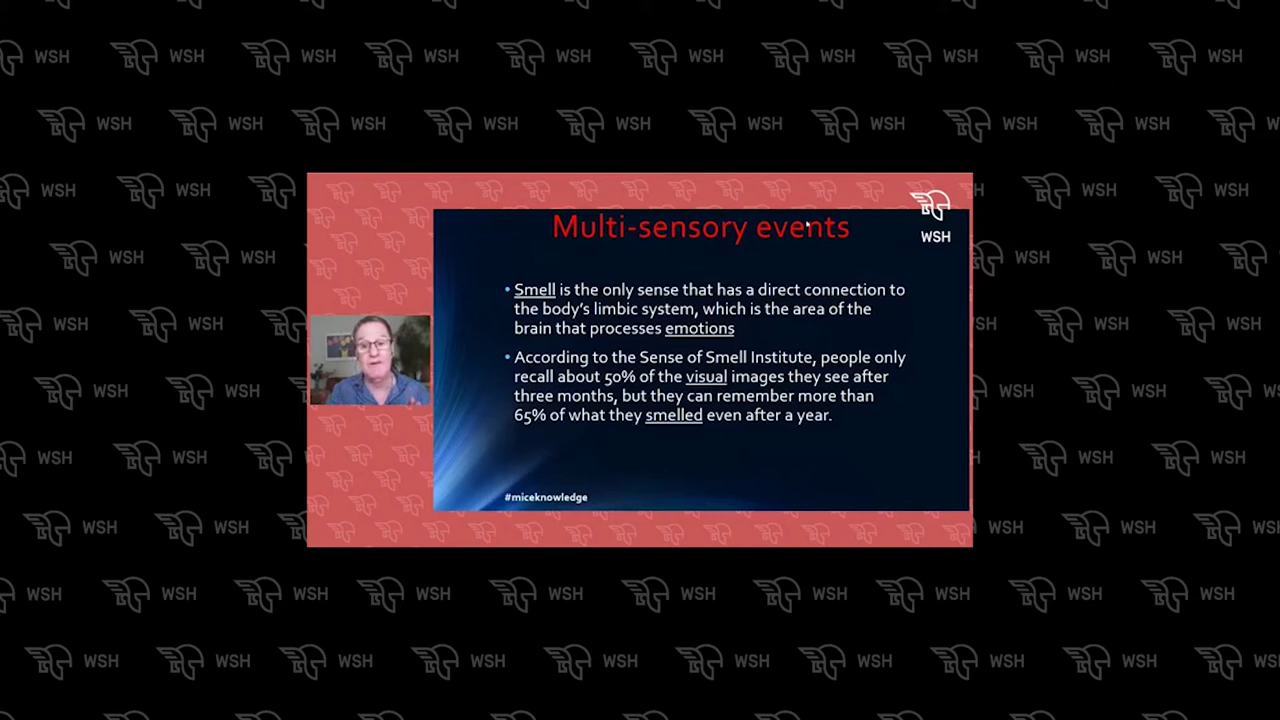 WSH
Multi-sensory events
• Smell is the only sense that has a direct connection to
the body's limbic system, which is the area of the
brain that processes emotions
• According to the Sense of Smell Institute, people only
recall about 50% of the visual images they see after
three months, but they can remember more than
65% of what they smelled even after a year.
#miceknowledge